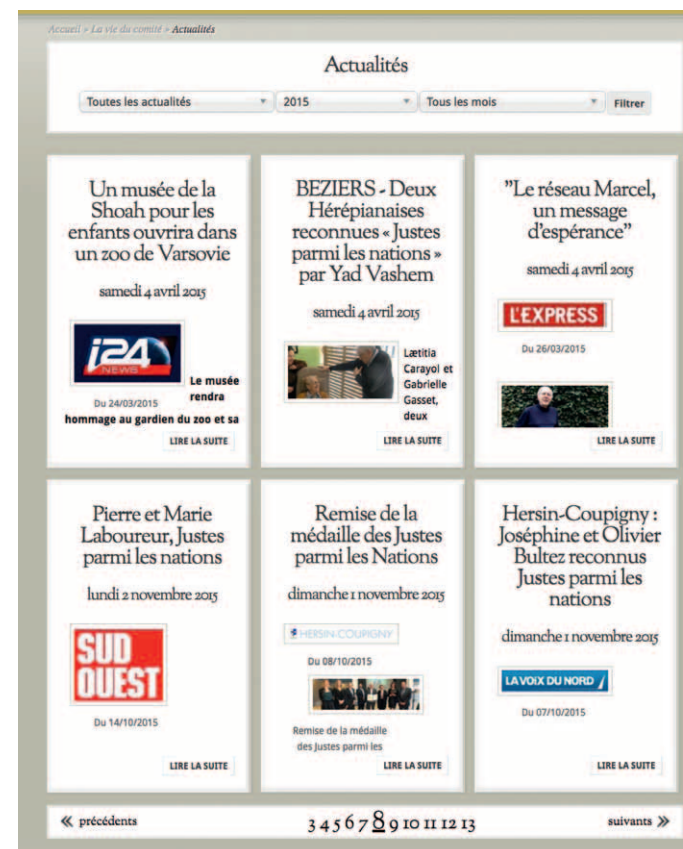 Accueil » La vie du comité » Actualités
Actualités
Toutes les actualités
2015
Tous les mois
Filtrer
Un musée de la
Shoah pour les
enfants ouvrira dans
un zoo de Varsovie
samedi 4 avril 2015
i24
NEWS
Du 24/03/2015
Le musée
rendra
hommage au gardien du zoo et sa
LIRE LA SUITE
BEZIERS - Deux
Hérépianaises
reconnues « Justes
parmi les nations »
par Yad Vashem
samedi 4 avril 2015
Lætitia
Carayol et
Gabrielle
Gasset,
deux
LIRE LA SUITE
”Le réseau Marcel,
un message
d’espérance”
samedi 4 avril 2015
L'EXPRESS
Du 26/03/2015
LIRE LA SUITE
Pierre et Marie
Laboureur, Justes
parmi les nations
lundi 2 novembre 2015
SUD
OUEST
Du 14/10/2015
LIRE LA SUITE
Remise de la
médaille des Justes
parmi les Nations
dimanche 1 novembre 2015
HERSIN-COUPIGNY
Du 08/10/2015
Remise de la médaille
des Justes parmi les
LIRE LA SUITE
Hersin-Coupigny :
Joséphine et Olivier
Bultez reconnus
Justes parmi les
nations
dimanche 1 novembre 2015
LA VOIX DU NORD
Du 07/10/2015
LIRE LA SUITE
« précédents
3 4 5 6 7 8 9 10 11 12 13
suivants »